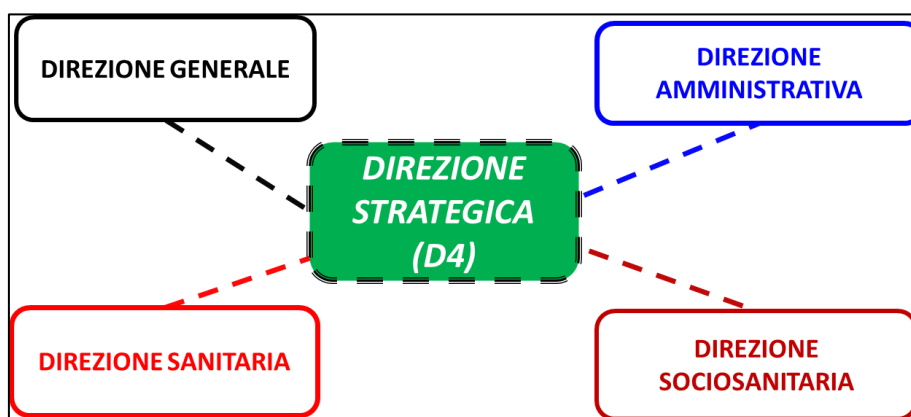 DIREZIONE GENERALE
DIREZIONE
AMMINISTRATIVA
DIREZIONE
STRATEGICA
(D4)
DIREZIONE SANITARIA
DIREZIONE
SOCIOSANITARIA